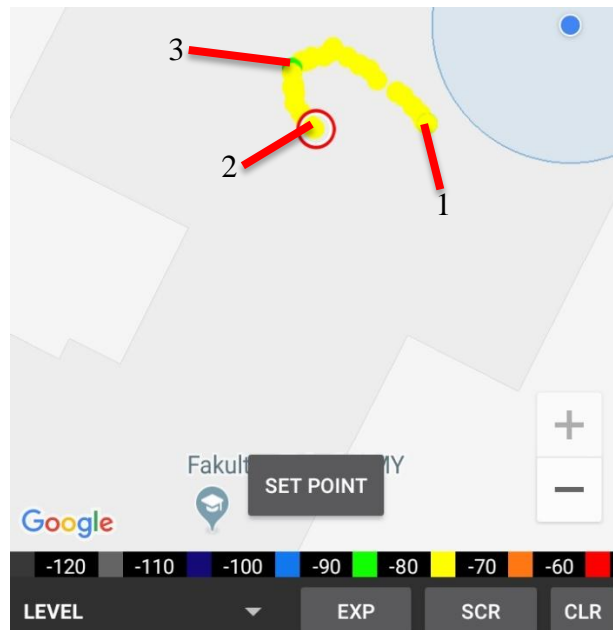 3
2
1
Fakult MY
SET POINT
Google
-120 -110 -100 -90 -80 -70 -60
LEVEL EXP SCR CLR